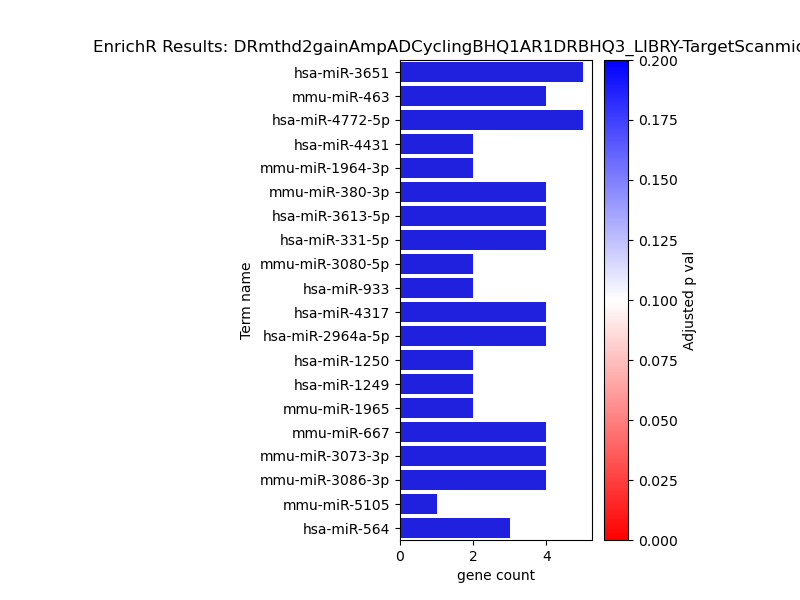 EnrichR Results: DRmthd2gainAmpADCyclingBHQ1AR1DRBHQ3_LIBRY-TargetScanmic
hsa-miR-3651
mmu-miR-463
hsa-miR-4772-5p
hsa-miR-4431
mmu-miR-1964-3p
mmu-miR-380-3p
hsa-miR-3613-5p
hsa-miR-331-5p
mmu-miR-3080-5p
hsa-miR-933
hsa-miR-4317
hsa-miR-2964a-5p
hsa-miR-1250
hsa-miR-1249
mmu-miR-1965
mmu-miR-667
mmu-miR-3073-3p
mmu-miR-3086-3p
mmu-miR-5105
hsa-miR-564
Term name
0 2 4
gene count
0.200
0.175
0.150
0.125
0.100
0.075
0.050
0.025
0.000
Adjusted p val